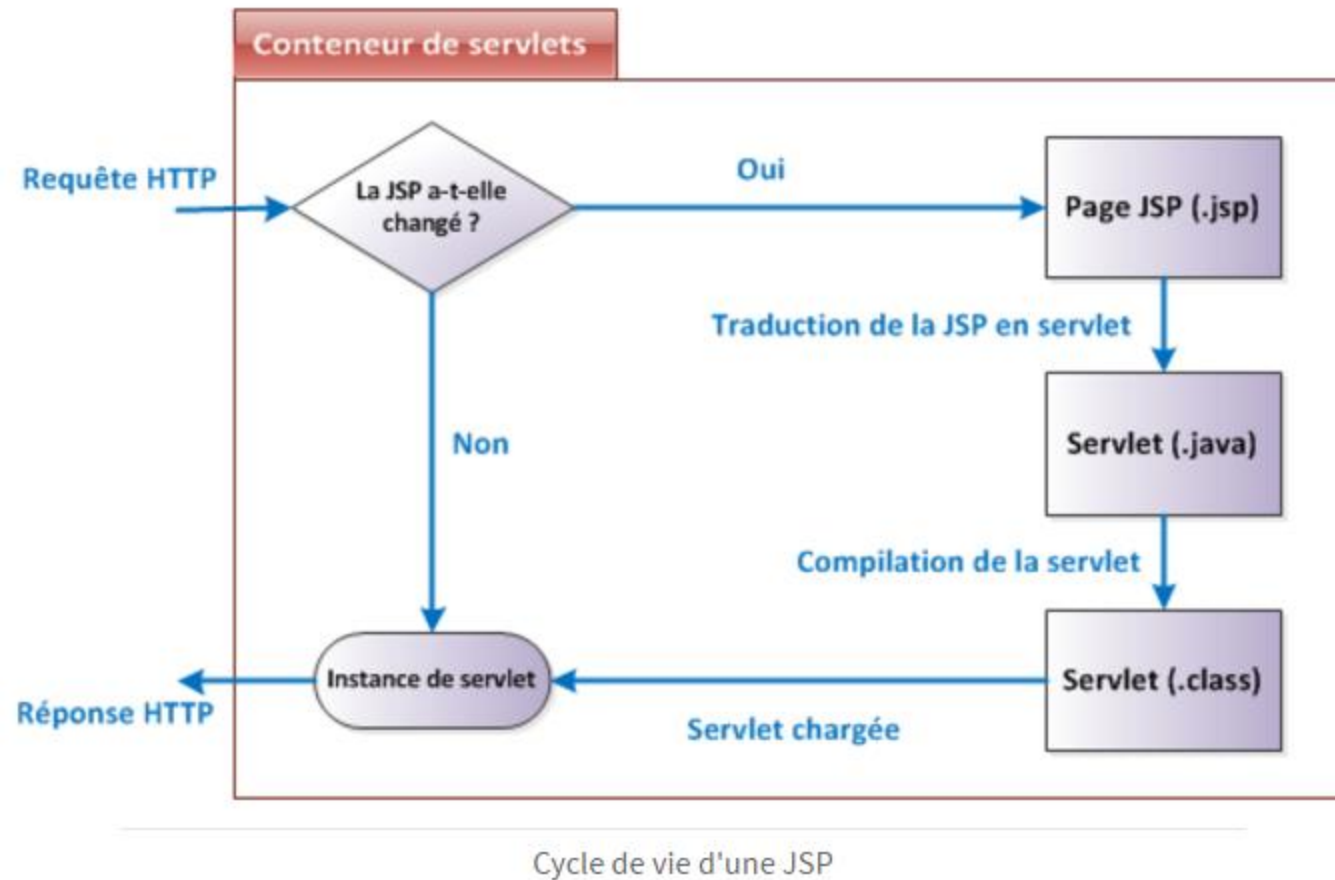 Conteneur de servlets
Requête HTTP
La JSP a-t-elle
changé ?
Oui
Page JSP (.jsp)
Traduction de la JSP en servlet
Servlet (.java)
Non
Compilation de la servlet
Instance de servlet
Servlet (.class)
Réponse HTTP
Servlet chargée
Cycle de vie d'une JSP